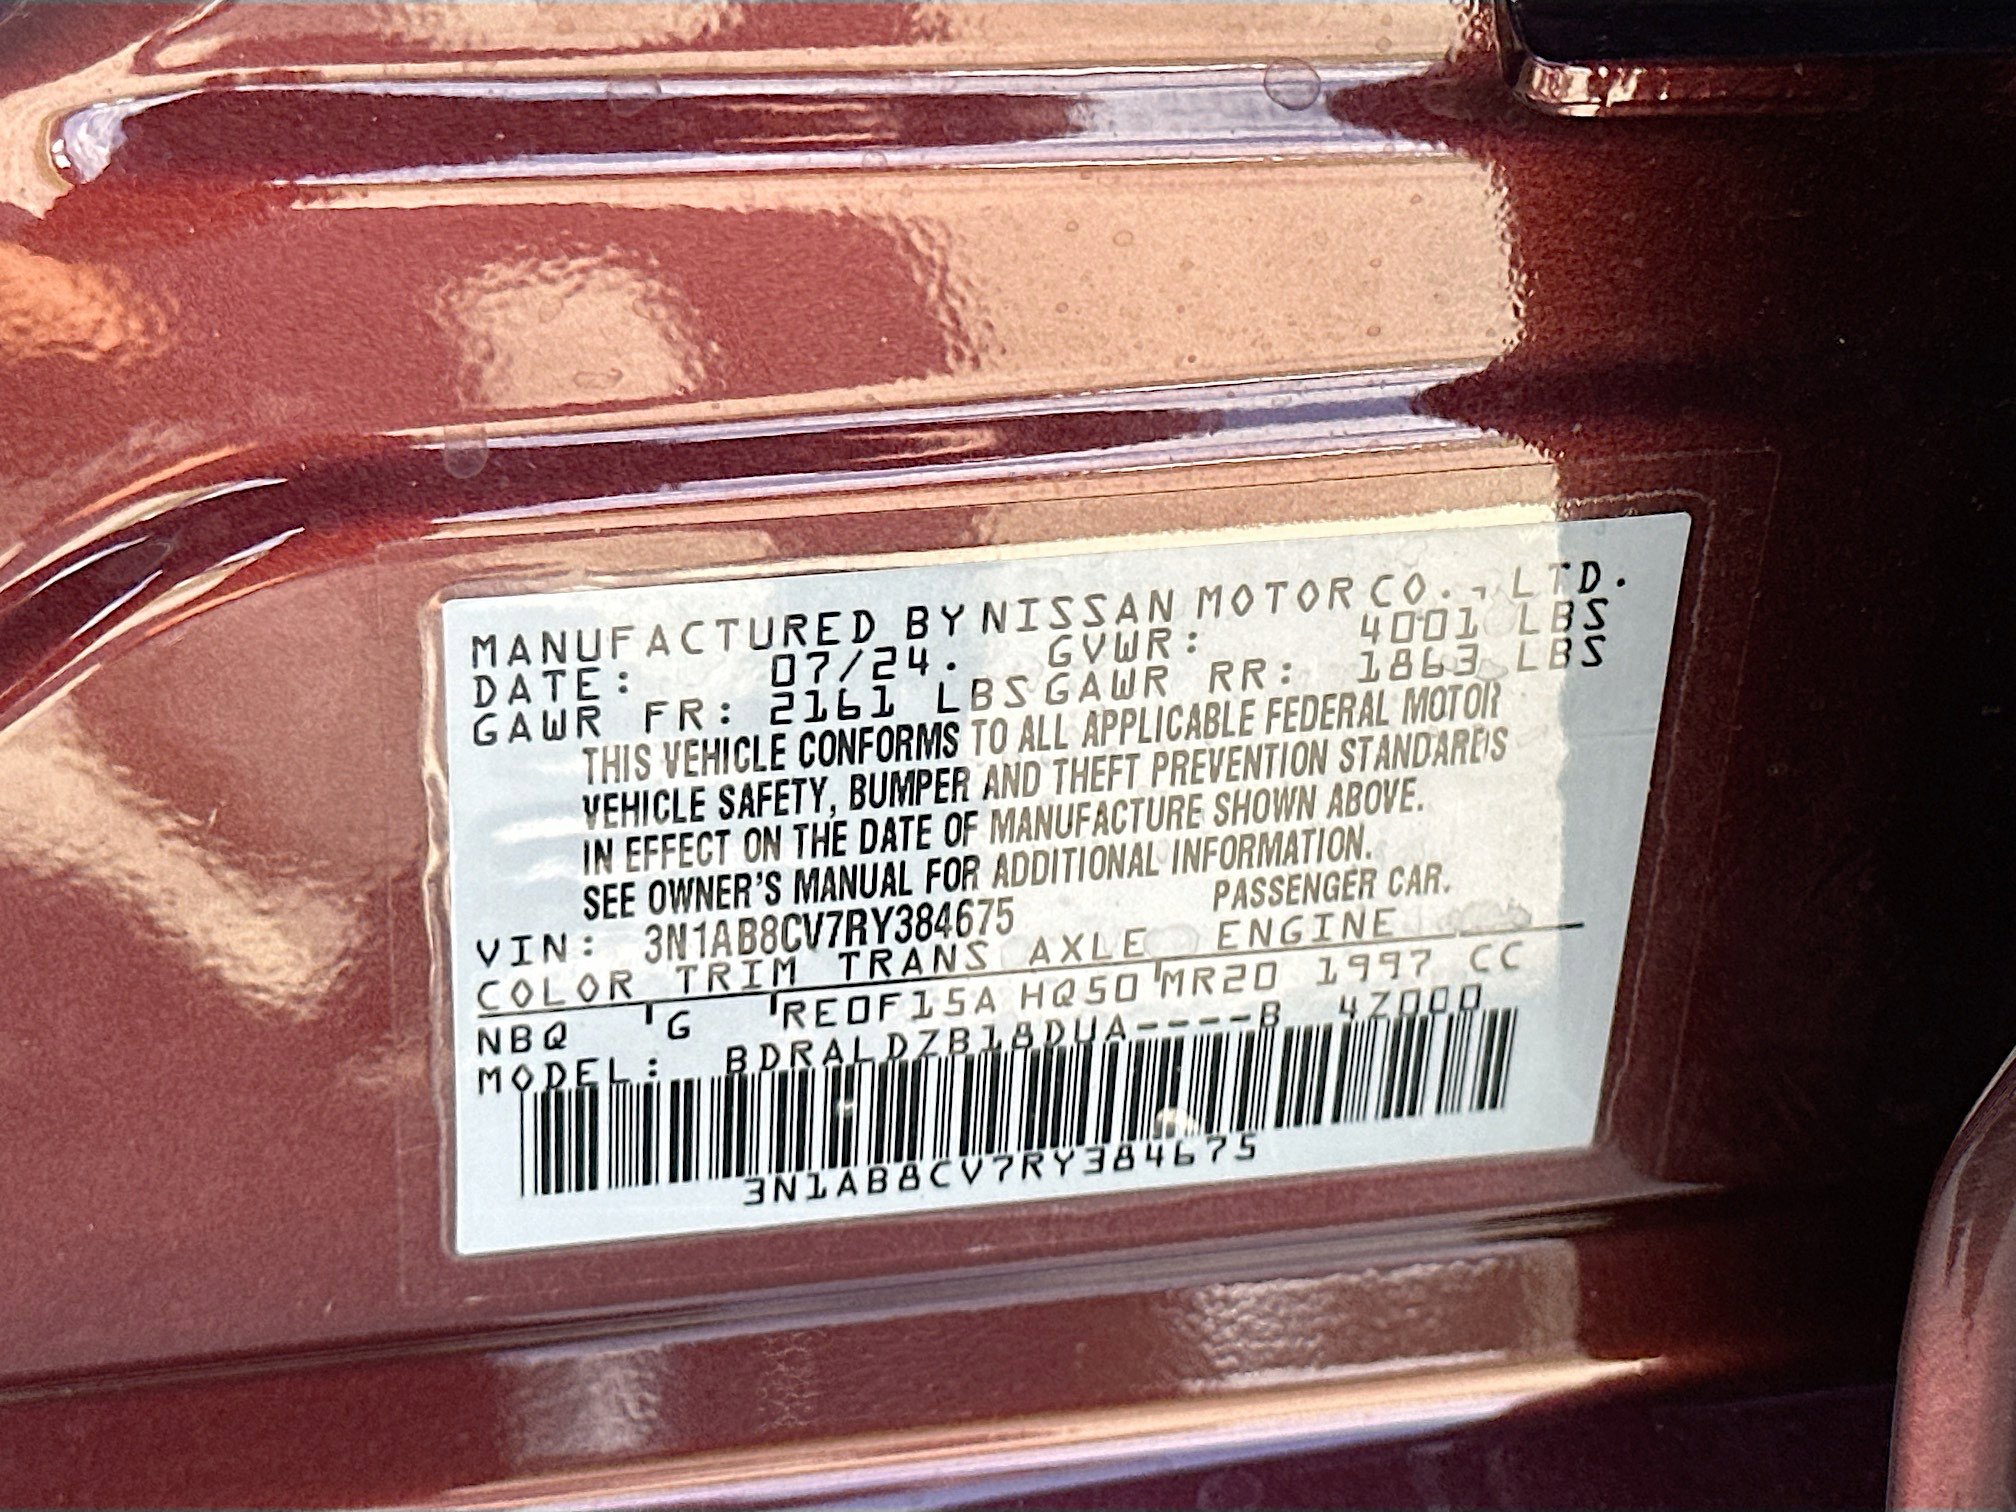 MANUFACTURED BY NISSAN MOTOR CO., LTD.
DATE: 07/24. GVWR: 4001 LBS
GAWR FR: 2161 LBS GAWR RR: 1863 LBS
THIS VEHICLE CONFORMS TO ALL APPLICABLE FEDERAL MOTOR
VEHICLE SAFETY, BUMPER AND THEFT PREVENTION STANDARDS
IN EFFECT ON THE DATE OF MANUFACTURE SHOWN ABOVE.
SEE OWNER'S MANUAL FOR ADDITIONAL INFORMATION.
VIN: 3N1AB8CV7RY384675 PASSENGER CAR.
COLOR TRIM TRANS AXLE ENGINE
NBQ G RE0F15A HQ50 MR20 1997 CC
MODEL: BDRALDZB18DUA----B 4Z000
3N1AB8CV7RY384675